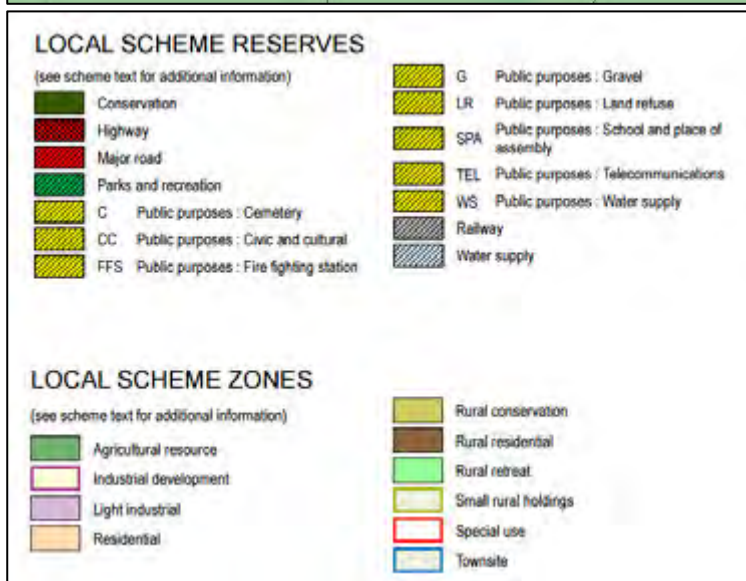 LOCAL SCHEME RESERVES
(see scheme text for additional information)
Conservation
Highway
Major road
Parks and recreation
C Public purposes : Cemetery
CC Public purposes : Civic and cultural
FFS Public purposes : Fire fighting station
G Public purposes : Gravel
LR Public purposes : Land refuse
SPA Public purposes : School and place of
assembly
TEL Public purposes : Telecommunications
WS Public purposes : Water supply
Railway
Water supply
LOCAL SCHEME ZONES
(see scheme text for additional information)
Agricultural resource
Industrial development
Light industrial
Residential
Rural conservation
Rural residential
Rural retreat
Small rural holdings
Special use
Townsite